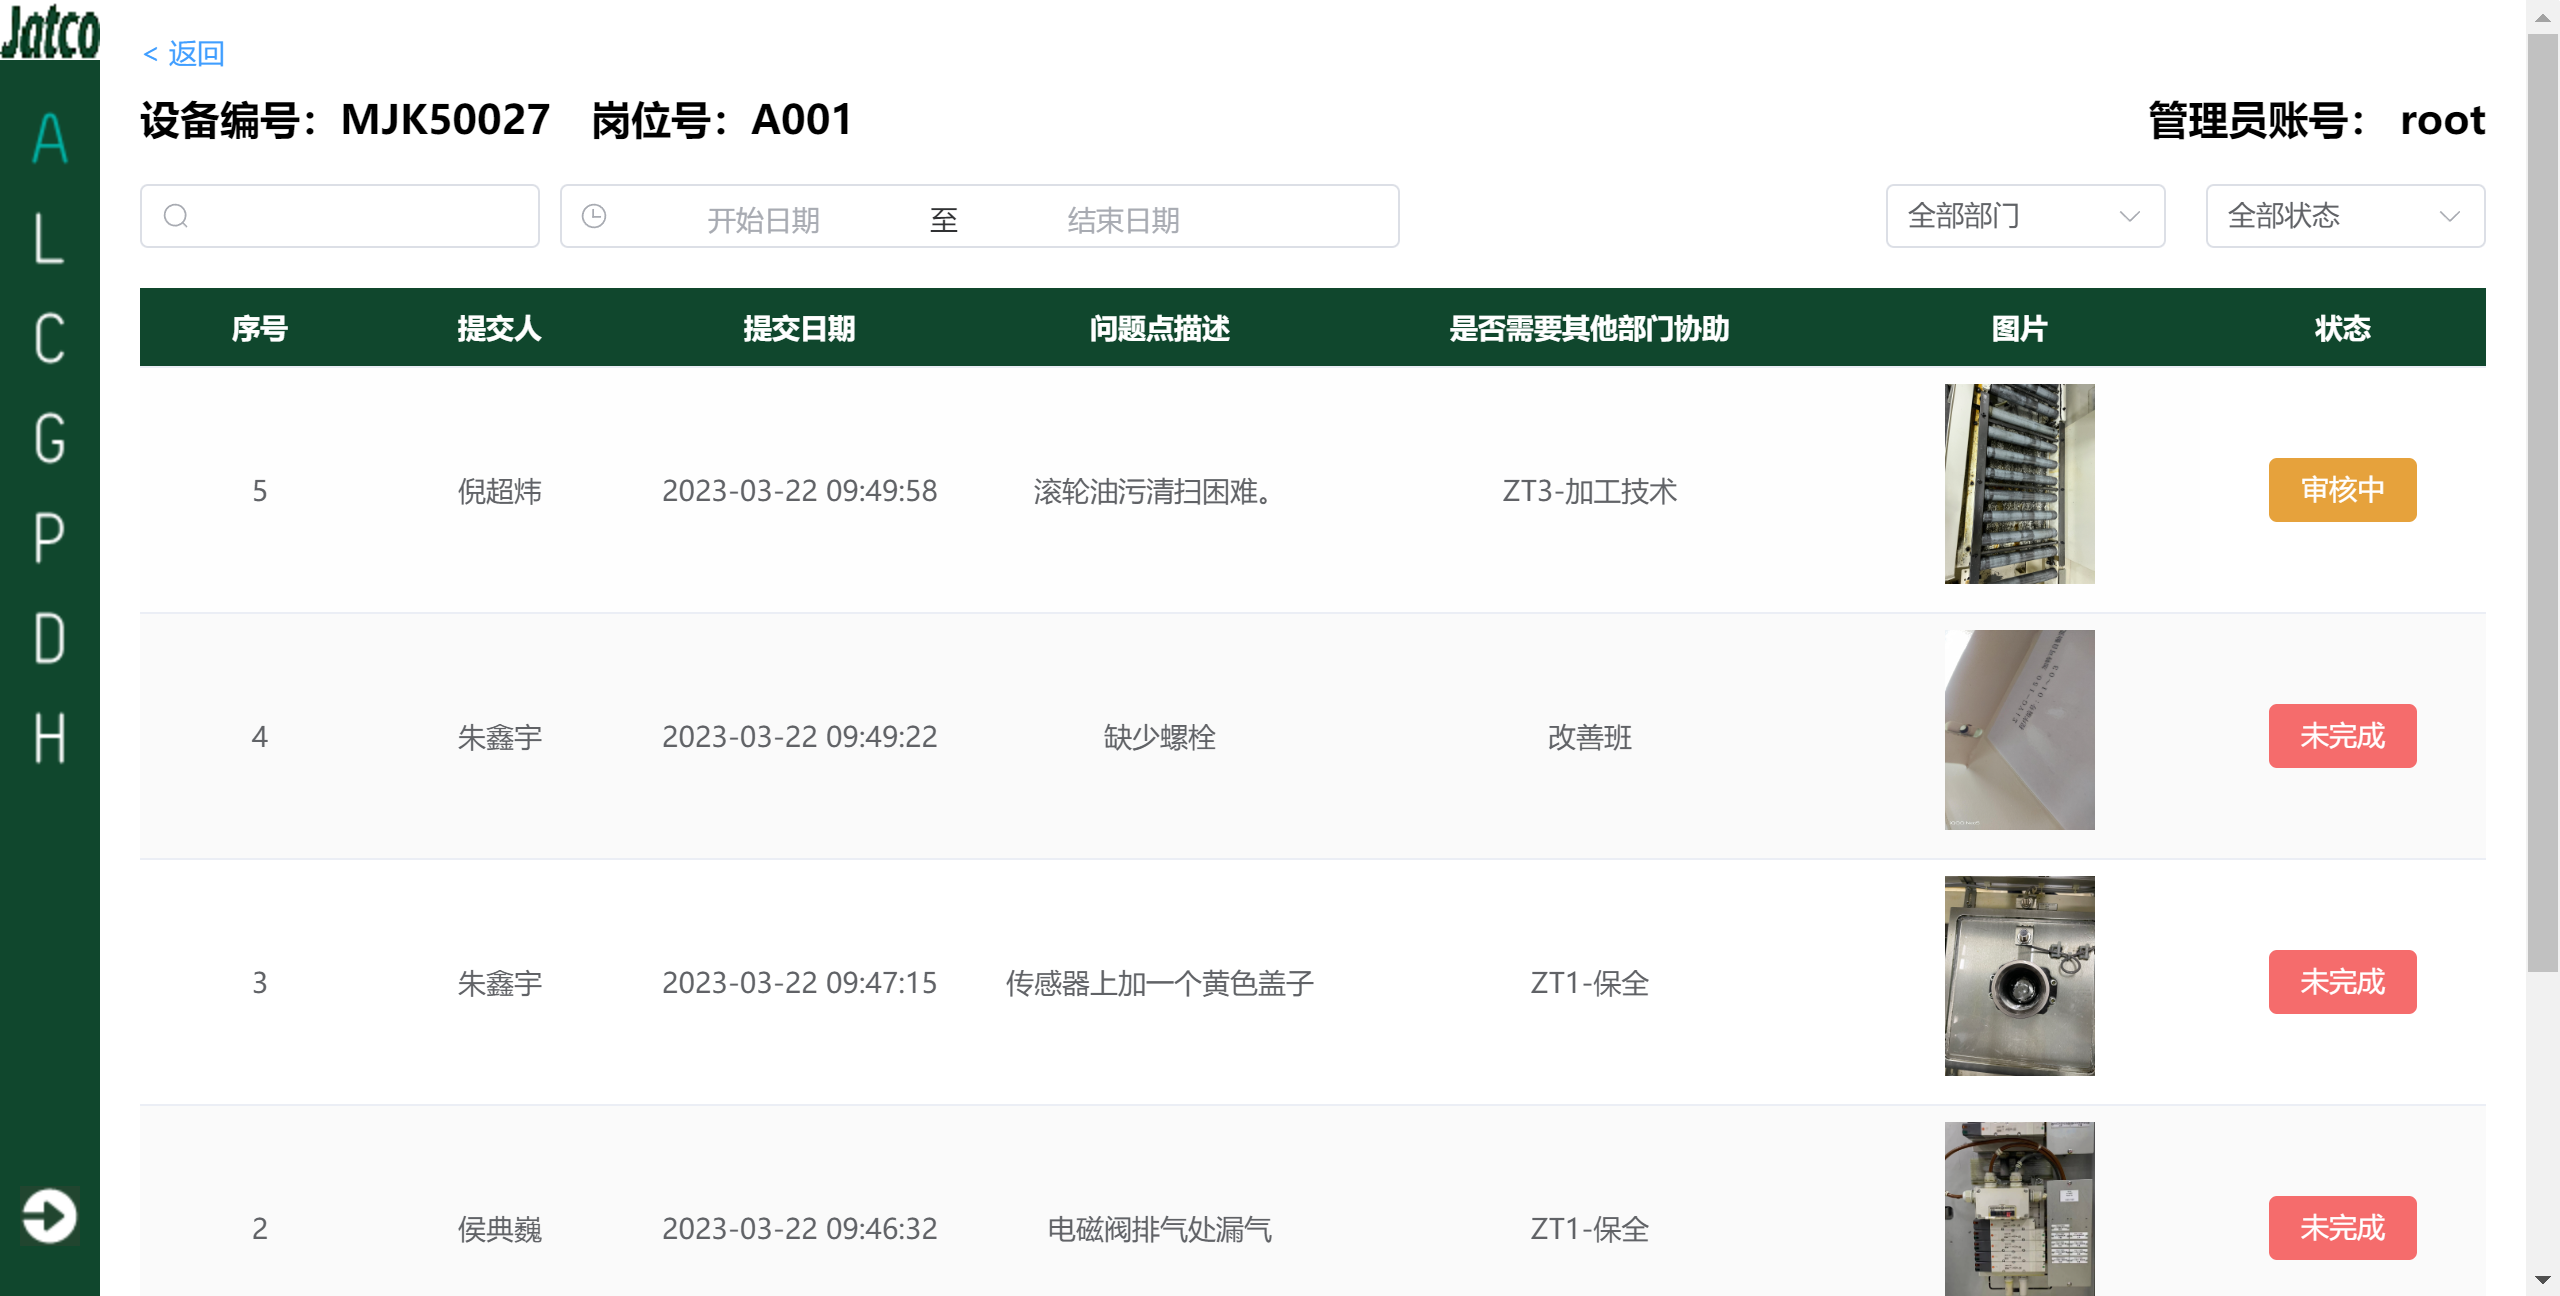 Jatco
< 返回
设备编号：MJK50027 岗位号：A001
管理员账号： root
开始日期 至 结束日期
全部部门
全部状态
A
L
C
G
P
D
H
序号 提交人 提交日期 问题点描述 是否需要其他部门协助 图片 状态
5 倪超炜 2023-03-22 09:49:58 滚轮油污清扫困难。 ZT3-加工技术 审核中
4 朱鑫宇 2023-03-22 09:49:22 缺少螺栓 改善班 未完成
3 朱鑫宇 2023-03-22 09:47:15 传感器上加一个黄色盖子 ZT1-保全 未完成
2 侯典巍 2023-03-22 09:46:32 电磁阀排气处漏气 ZT1-保全 未完成